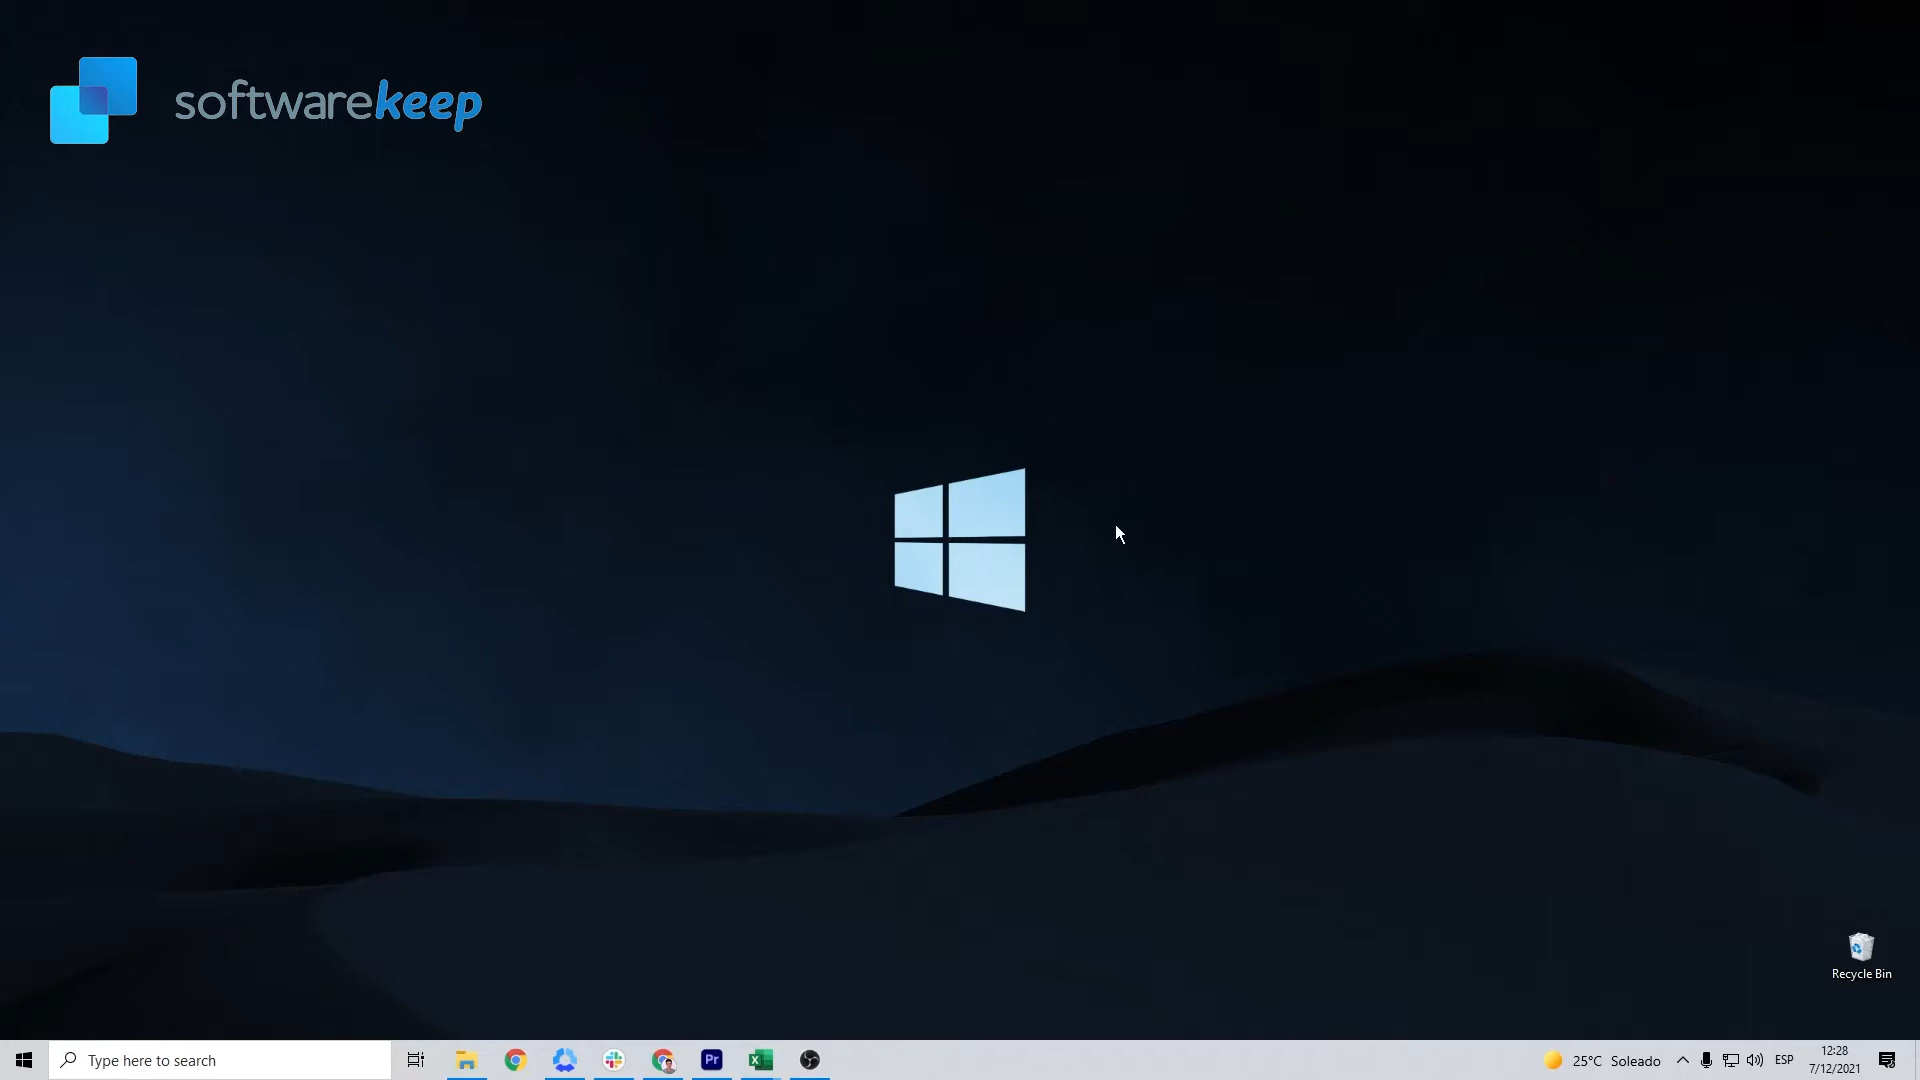 softwarekeep
Recycle Bin
Type here to search
Pr
25°C Soleado
ESP
12:28
7/12/2021